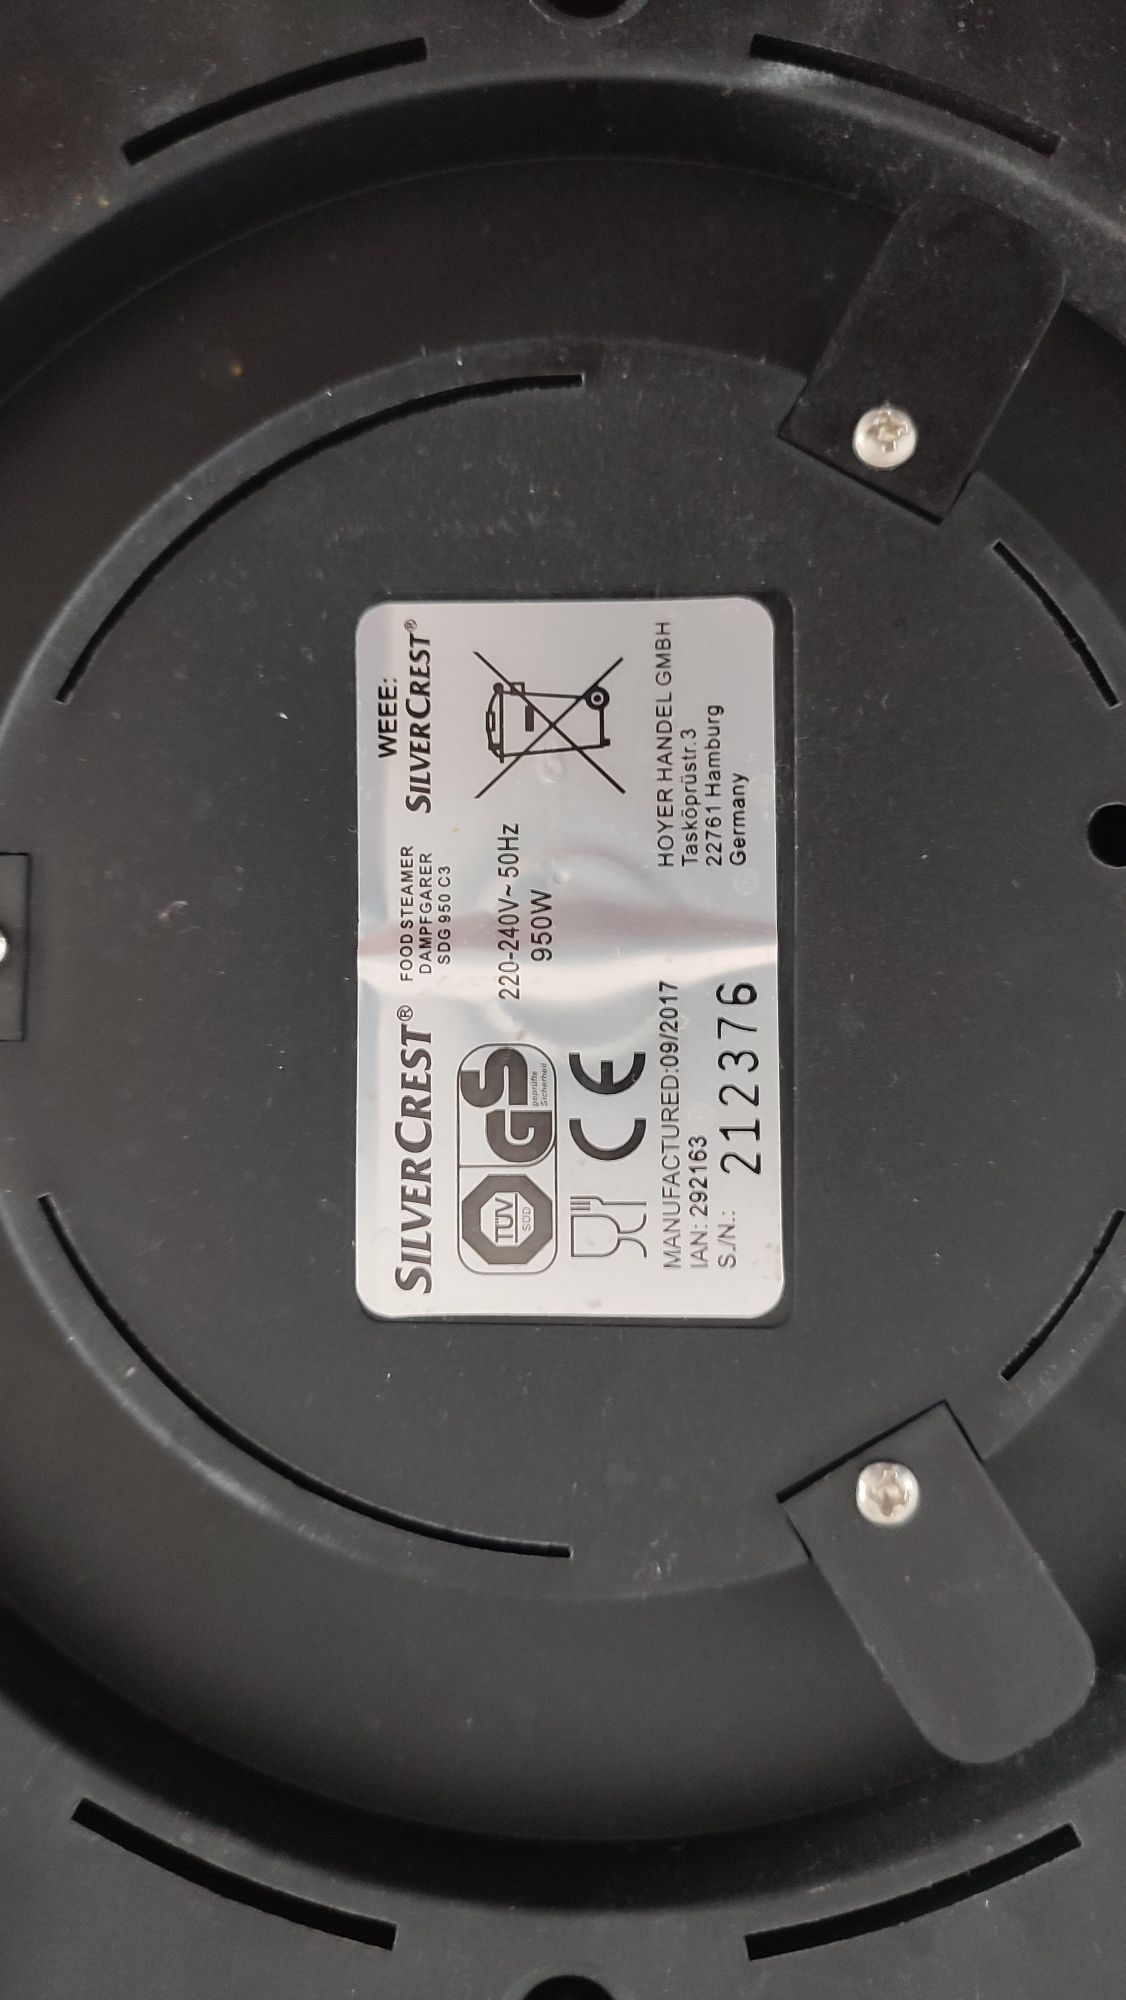 WEEE:
SILVERCREST® FOOD STEAMER SILVERCREST®
DAMPFGARER
SDG 950 C3
220-240V~ 50Hz
950W
TÜV
SÜD
GS
geprüfte
Sicherheit
CE
MANUFACTURED:09/2017
IAN: 292163
S./N.: 212376
HOYER HANDEL GMBH
Tasköprüstr.3
22761 Hamburg
Germany